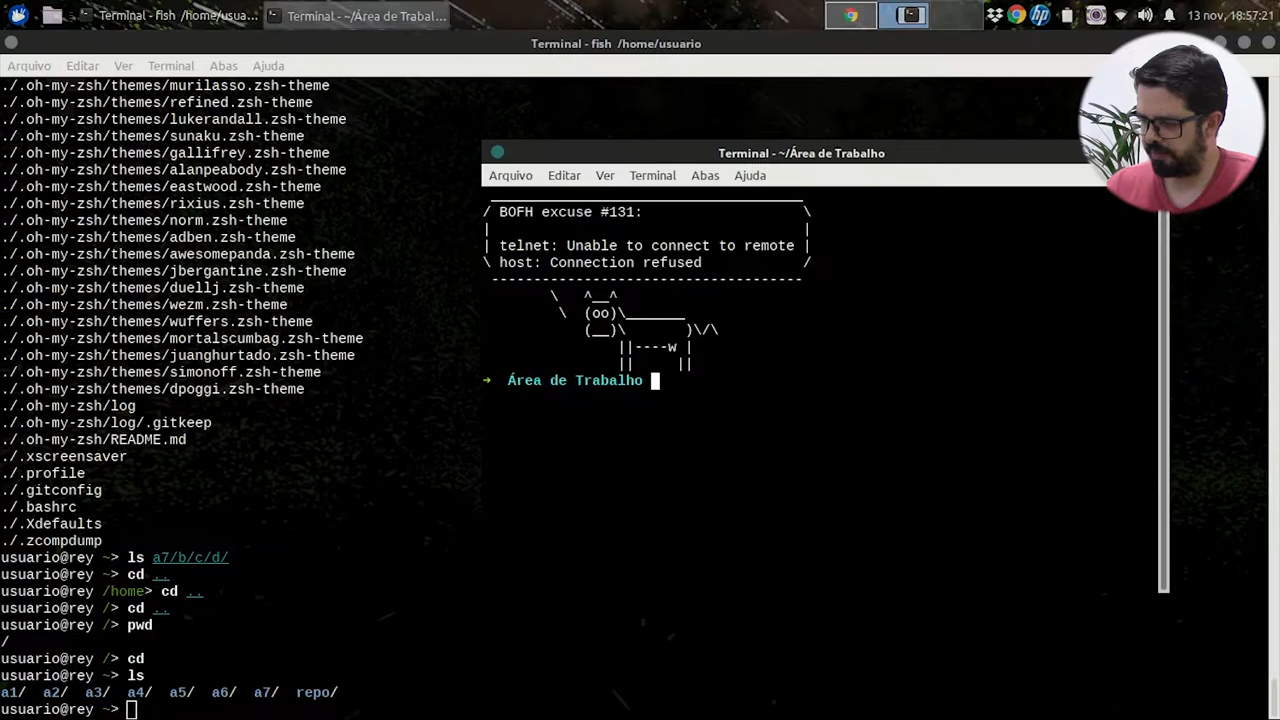 Terminal - fish /home/usua...
Terminal - ~/Área de Trabal...
13 nov, 18:57:21
Terminal - fish /home/usuario
Arquivo Editar Ver Terminal Abas Ajuda
./.oh-my-zsh/themes/murilasso.zsh-theme
./.oh-my-zsh/themes/refined.zsh-theme
./.oh-my-zsh/themes/lukerandall.zsh-theme
./.oh-my-zsh/themes/sunaku.zsh-theme
./.oh-my-zsh/themes/gallifrey.zsh-theme
./.oh-my-zsh/themes/alanpeabody.zsh-theme
./.oh-my-zsh/themes/eastwood.zsh-theme
./.oh-my-zsh/themes/rixius.zsh-theme
./.oh-my-zsh/themes/norm.zsh-theme
./.oh-my-zsh/themes/adben.zsh-theme
./.oh-my-zsh/themes/awesomepanda.zsh-theme
./.oh-my-zsh/themes/jbergantine.zsh-theme
./.oh-my-zsh/themes/duellj.zsh-theme
./.oh-my-zsh/themes/wezm.zsh-theme
./.oh-my-zsh/themes/wuffers.zsh-theme
./.oh-my-zsh/themes/mortalscumbag.zsh-theme
./.oh-my-zsh/themes/juanghurtado.zsh-theme
./.oh-my-zsh/themes/simonoff.zsh-theme
./.oh-my-zsh/themes/dpoggi.zsh-theme
./.oh-my-zsh/log
./.oh-my-zsh/log/.gitkeep
./.oh-my-zsh/README.md
./.xscreensaver
./.profile
./.gitconfig
./.bashrc
./.Xdefaults
./.zcompdump
usuario@rey ~> ls a7/b/c/d/
usuario@rey ~> cd ..
usuario@rey /home> cd ..
usuario@rey /> cd ..
usuario@rey /> pwd
/
usuario@rey /> cd
usuario@rey ~> ls
a1/ a2/ a3/ a4/ a5/ a6/ a7/ repo/
usuario@rey ~>
Terminal - ~/Área de Trabalho
Arquivo Editar Ver Terminal Abas Ajuda
 _____________________________________
/ BOFH excuse #131:                   \
|                                     |
| telnet: Unable to connect to remote |
\ host: Connection refused            /
 -------------------------------------
        \   ^__^
         \  (oo)\_______
            (__)\       )\/\
                ||----w |
                ||     ||
➜  Área de Trabalho